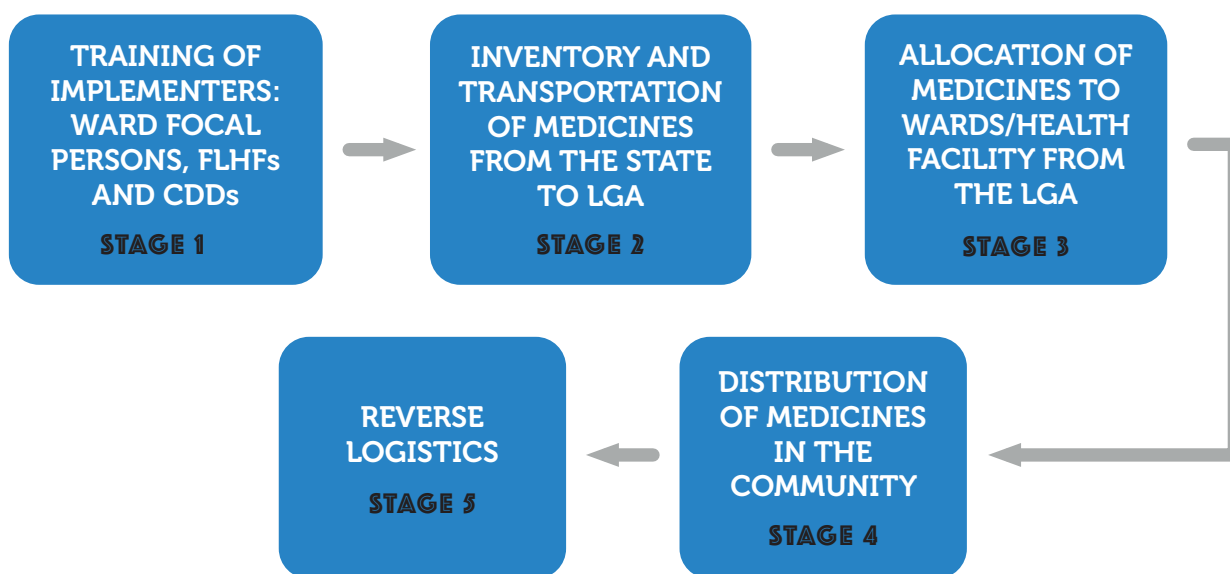 TRAINING OF
IMPLEMENTERS:
WARD FOCAL
PERSONS, FLHFs
AND CDDs
STAGE 1
INVENTORY AND
TRANSPORTATION
OF MEDICINES
FROM THE STATE
TO LGA
STAGE 2
ALLOCATION OF
MEDICINES TO
WARDS/HEALTH
FACILITY FROM
THE LGA
STAGE 3
DISTRIBUTION
OF MEDICINES
IN THE
COMMUNITY
STAGE 4
REVERSE
LOGISTICS
STAGE 5